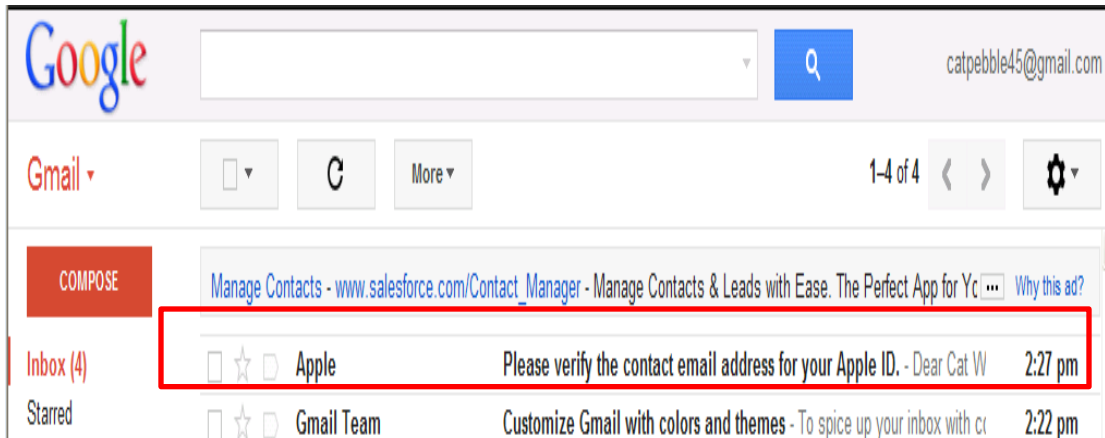 Google
catpebble45@gmail.com
Gmail
More
1–4 of 4
COMPOSE
Manage Contacts - www.salesforce.com/Contact_Manager - Manage Contacts & Leads with Ease. The Perfect App for Yo ... Why this ad?
Inbox (4)
Apple Please verify the contact email address for your Apple ID. - Dear Cat W 2:27 pm
Starred
Gmail Team Customize Gmail with colors and themes - To spice up your inbox with co 2:22 pm